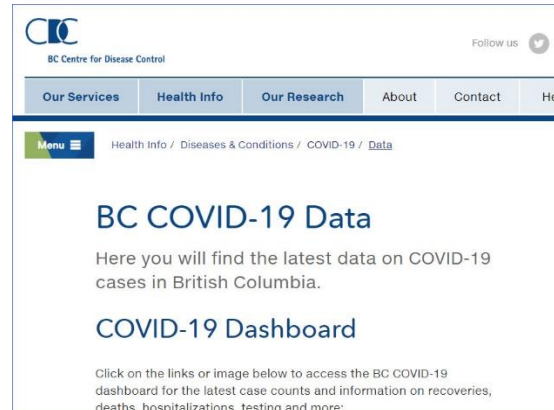 CDC
BC Centre for Disease Control
Follow us
Our Services Health Info Our Research About Contact He
Menu Health Info / Diseases & Conditions / COVID-19 / Data
BC COVID-19 Data
Here you will find the latest data on COVID-19
cases in British Columbia.
COVID-19 Dashboard
Click on the links or image below to access the BC COVID-19
dashboard for the latest case counts and information on recoveries,
deaths, hospitalizations, testing and more: